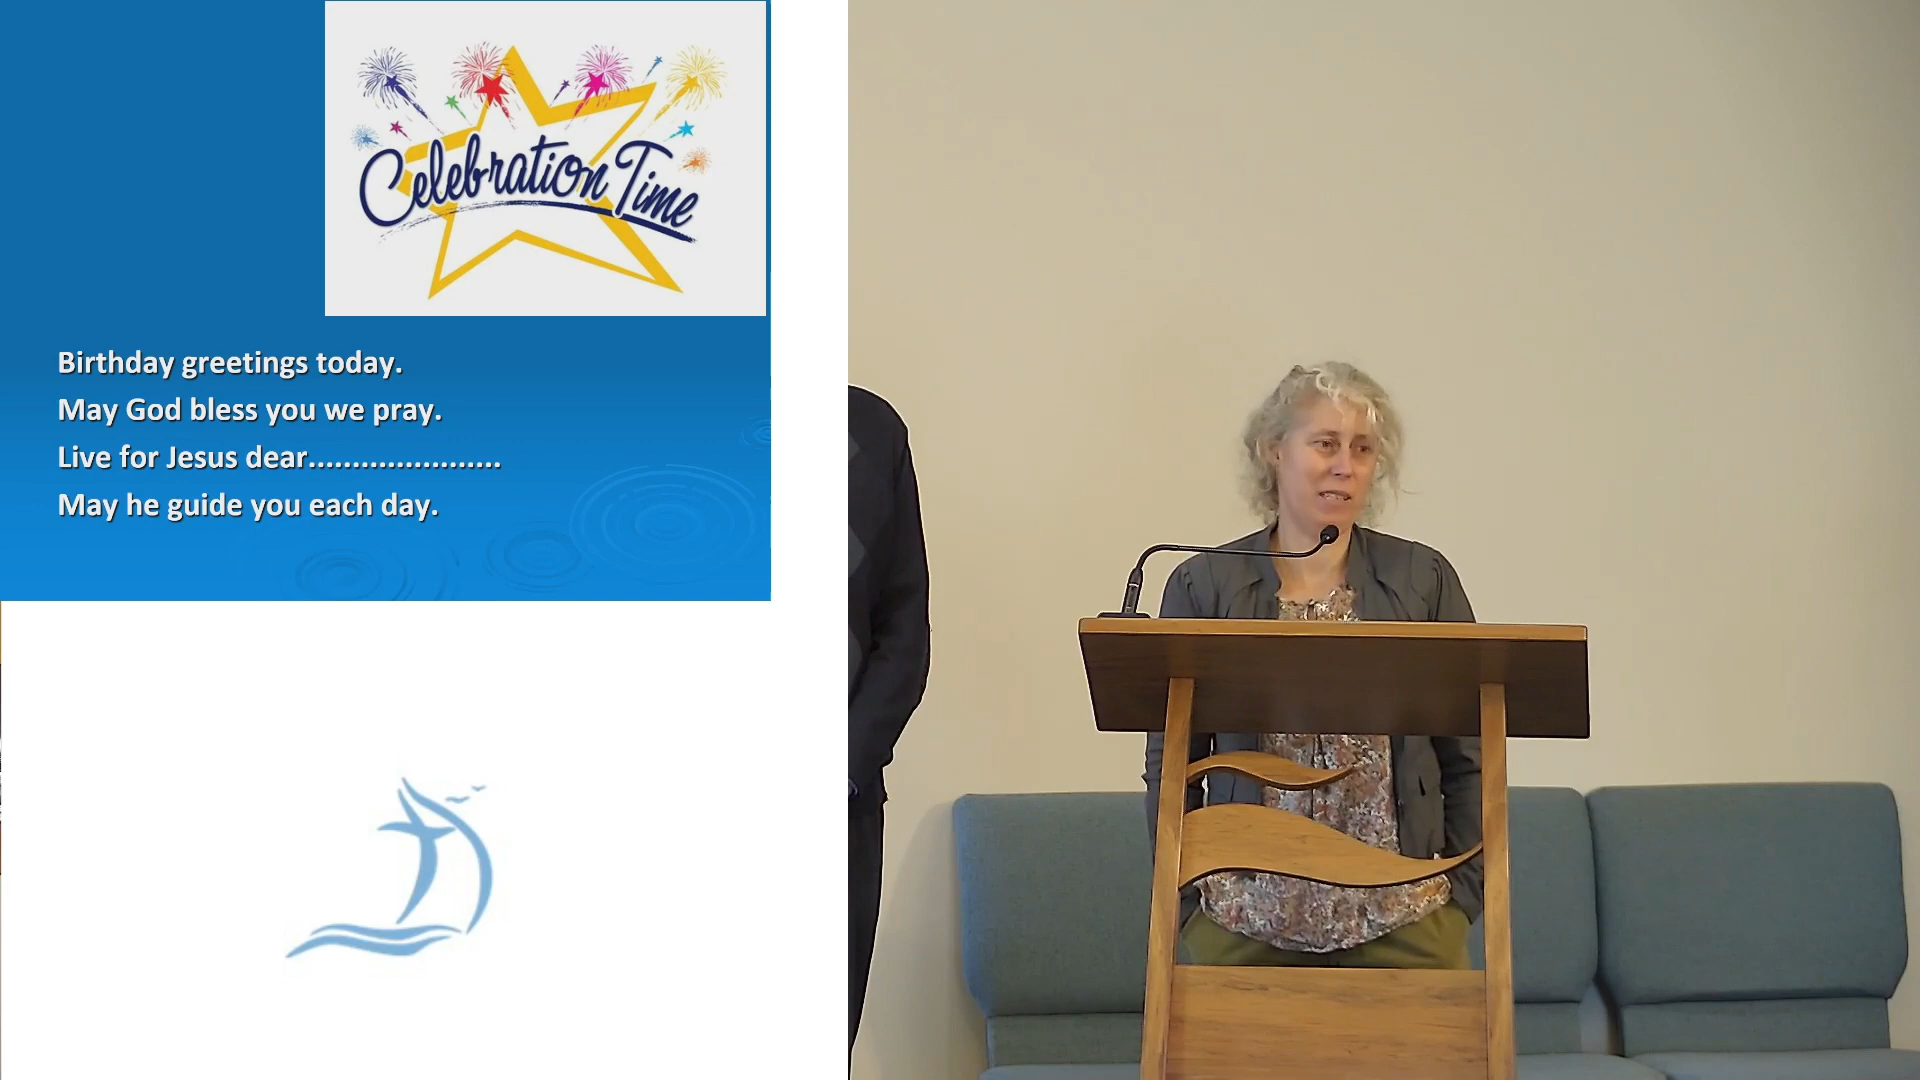 Celebration Time
Birthday greetings today.
May God bless you we pray.
Live for Jesus dear......................
May he guide you each day.